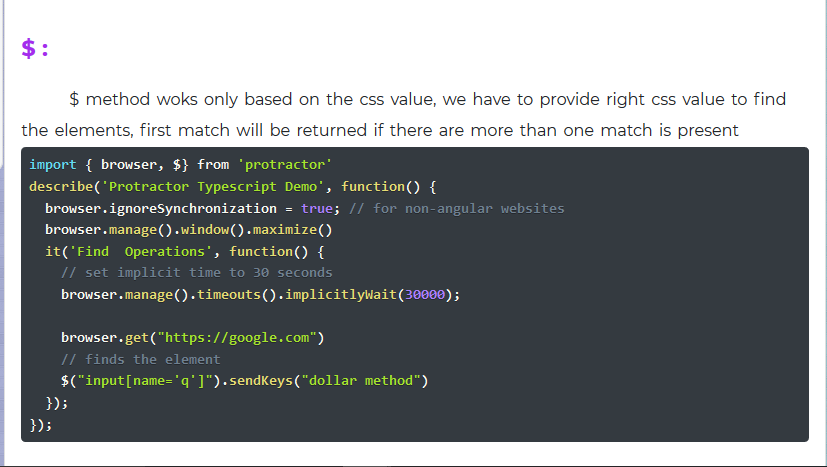 $ :
$ method woks only based on the css value, we have to provide right css value to find
the elements, first match will be returned if there are more than one match is present
import { browser, $} from 'protractor'
describe('Protractor Typescript Demo', function() {
  browser.ignoreSynchronization = true; // for non-angular websites
  browser.manage().window().maximize()
  it('Find  Operations', function() {
    // set implicit time to 30 seconds
    browser.manage().timeouts().implicitlyWait(30000);
    browser.get("https://google.com")
    // finds the element
    $("input[name='q']").sendKeys("dollar method")
  });
});